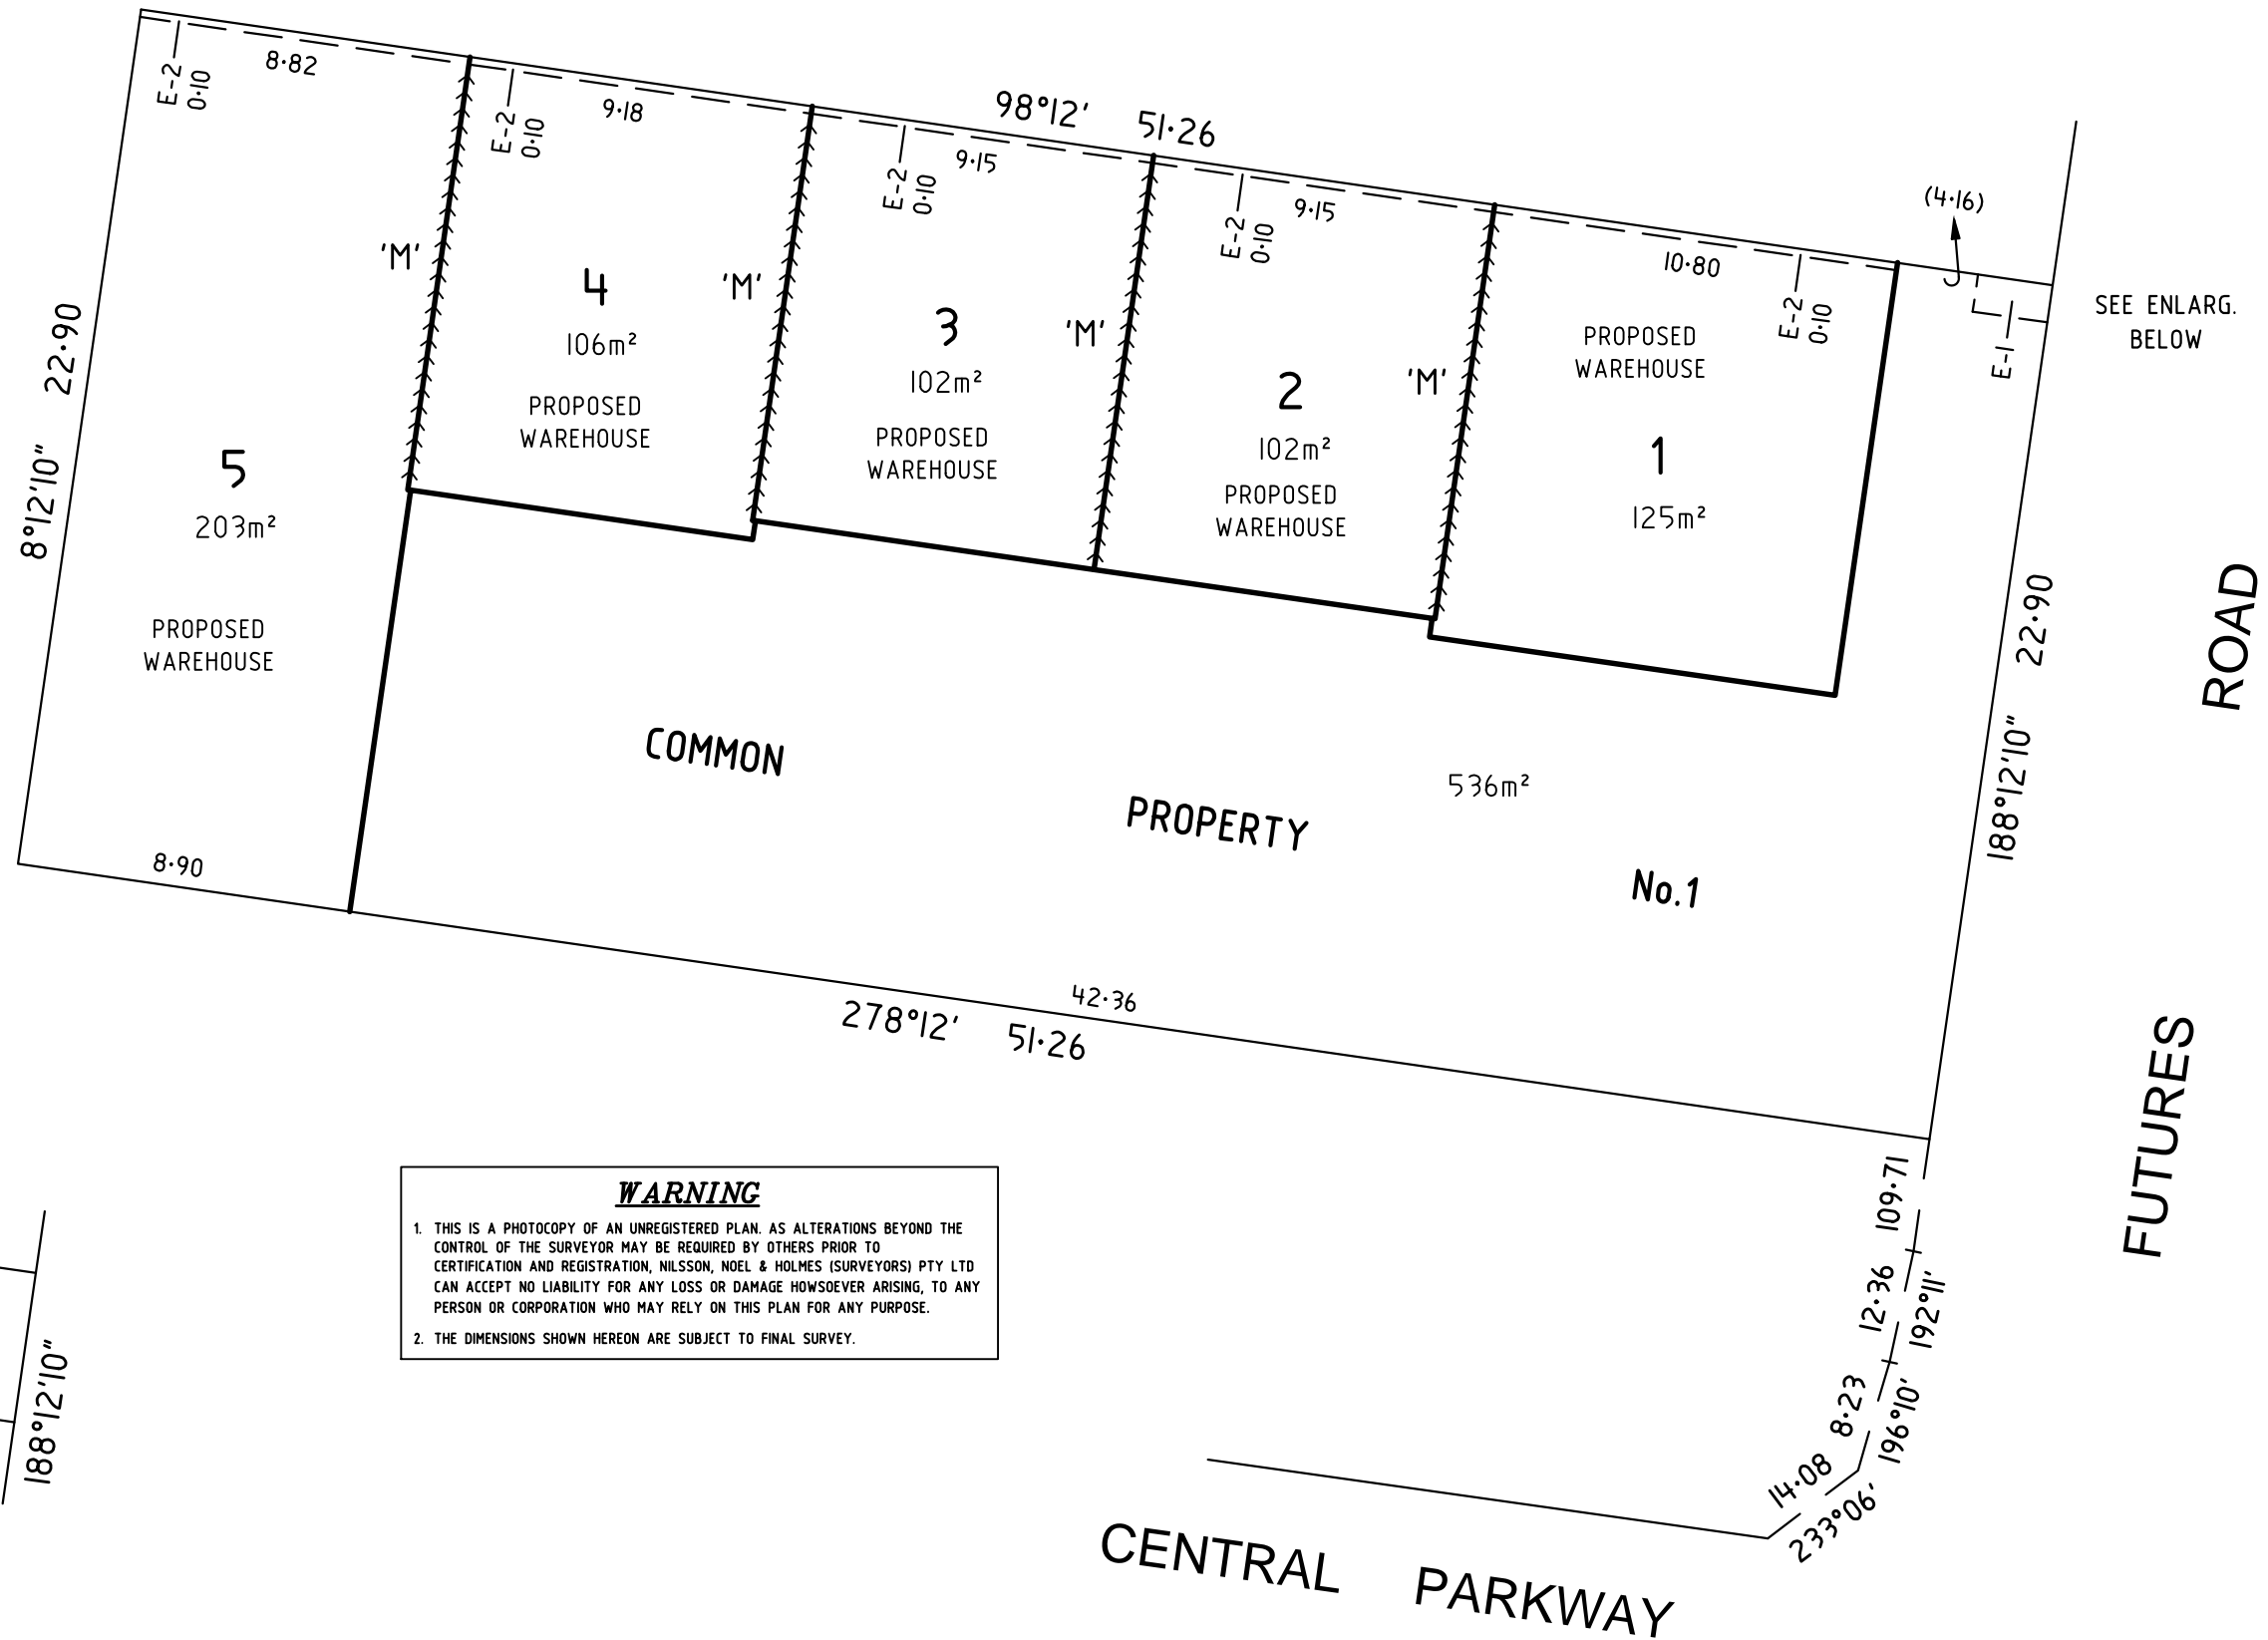 98°12' 51·26
8·82
9·18
9·15
9·15
10·80
(4·16)
E-2
0·10
E-2
0·10
E-2
0·10
E-2
0·10
E-2
0·10
E-1
SEE ENLARG.
BELOW
'M'
'M'
'M'
'M'
8°12'10" 22·90
5
203m²
PROPOSED
WAREHOUSE
4
106m²
PROPOSED
WAREHOUSE
3
102m²
PROPOSED
WAREHOUSE
2
102m²
PROPOSED
WAREHOUSE
PROPOSED
WAREHOUSE
1
125m²
188°12'10" 22·90
FUTURES ROAD
COMMON PROPERTY No.1
536m²
8·90
42·36
278°12' 51·26
WARNING
1. THIS IS A PHOTOCOPY OF AN UNREGISTERED PLAN. AS ALTERATIONS BEYOND THE
CONTROL OF THE SURVEYOR MAY BE REQUIRED BY OTHERS PRIOR TO
CERTIFICATION AND REGISTRATION, NILSSON, NOEL & HOLMES (SURVEYORS) PTY LTD
CAN ACCEPT NO LIABILITY FOR ANY LOSS OR DAMAGE HOWSOEVER ARISING, TO ANY
PERSON OR CORPORATION WHO MAY RELY ON THIS PLAN FOR ANY PURPOSE.
2. THE DIMENSIONS SHOWN HEREON ARE SUBJECT TO FINAL SURVEY.
109·71
12·36
192°11'
8·23
196°10'
14·08
233°06'
188°12'10"
CENTRAL PARKWAY